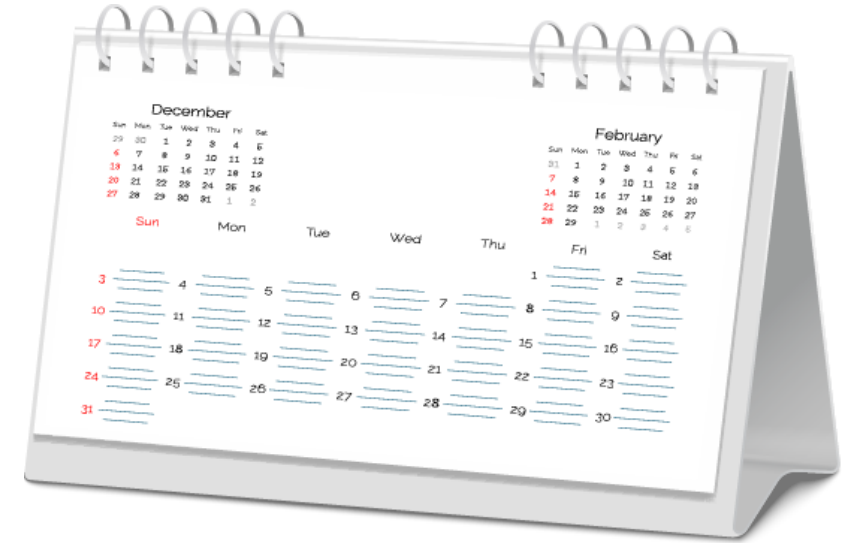 December
Sun Mon Tue Wed Thu Fri Sat
29 30 1 2 3 4 5
6 7 8 9 10 11 12
13 14 15 16 17 18 19
20 21 22 23 24 25 26
27 28 29 30 31 1 2
February
Sun Mon Tue Wed Thu Fri Sat
31 1 2 3 4 5 6
7 8 9 10 11 12 13
14 15 16 17 18 19 20
21 22 23 24 25 26 27
28 29 1 2 3 4 5
Sun Mon Tue Wed Thu Fri Sat
1 2
3 4 5 6 7 8 9
10 11 12 13 14 15 16
17 18 19 20 21 22 23
24 25 26 27 28 29 30
31